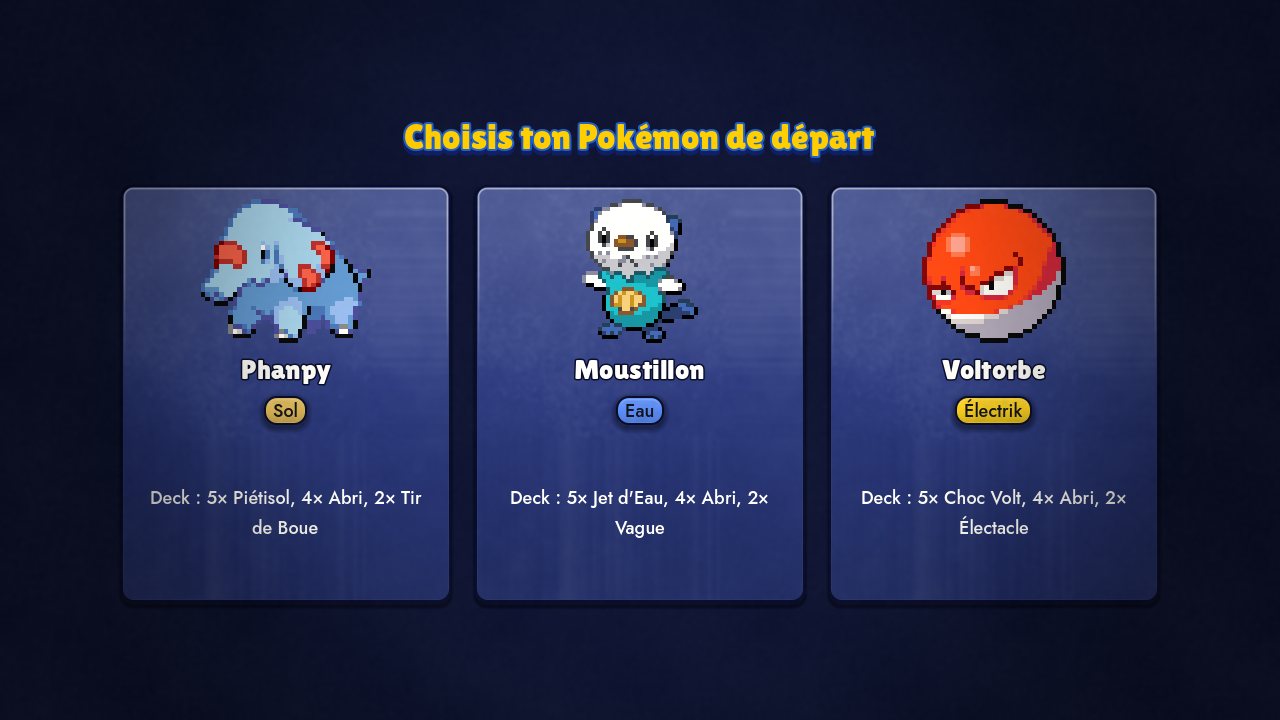 Choisis ton Pokémon de départ
Phanpy
Sol
Deck : 5× Piétisol, 4× Abri, 2× Tir
de Boue
Moustillon
Eau
Deck : 5× Jet d'Eau, 4× Abri, 2×
Vague
Voltorbe
Électrik
Deck : 5× Choc Volt, 4× Abri, 2×
Électacle